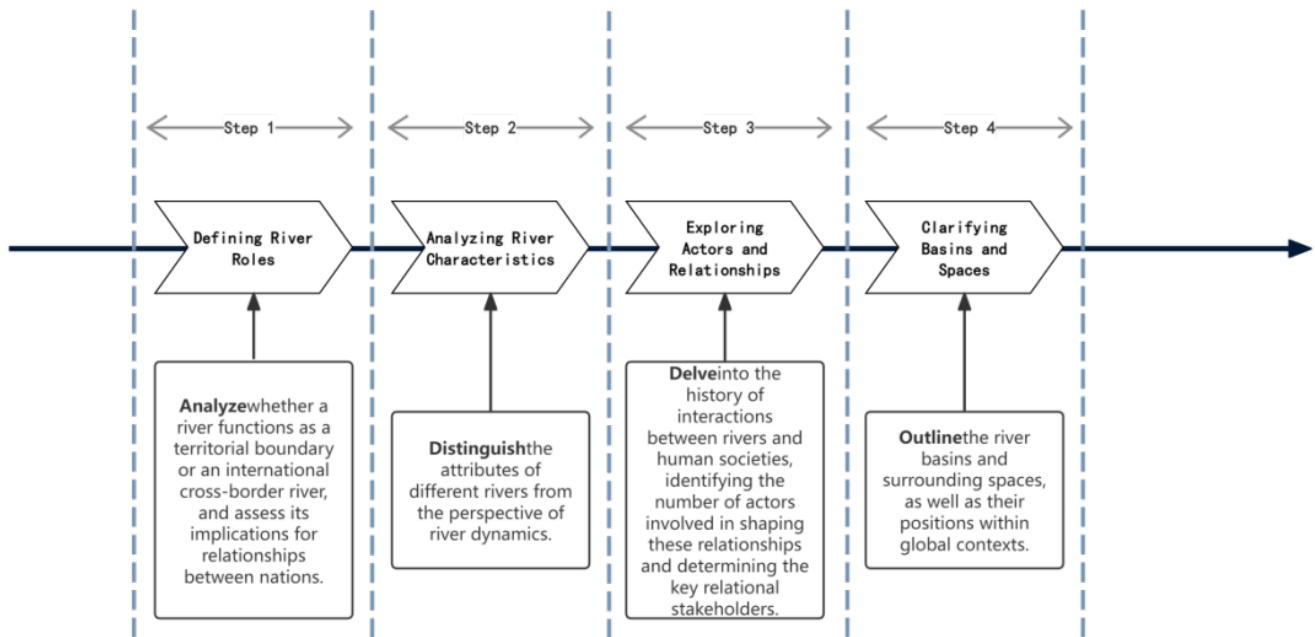 Step 1
Step 2
Step 3
Step 4
Defining River
Roles
Analyzing River
Characteristics
Exploring
Actors and
Relationships
Clarifying
Basins and
Spaces
Analyzewhether a
river functions as a
territorial boundary
or an international
cross-border river,
and assess its
implications for
relationships
between nations.
Distinguishthe
attributes of
different rivers from
the perspective of
river dynamics.
Delveinto the
history of
interactions
between rivers and
human societies,
identifying the
number of actors
involved in shaping
these relationships
and determining the
key relational
stakeholders.
Outlinethe river
basins and
surrounding spaces,
as well as their
positions within
global contexts.